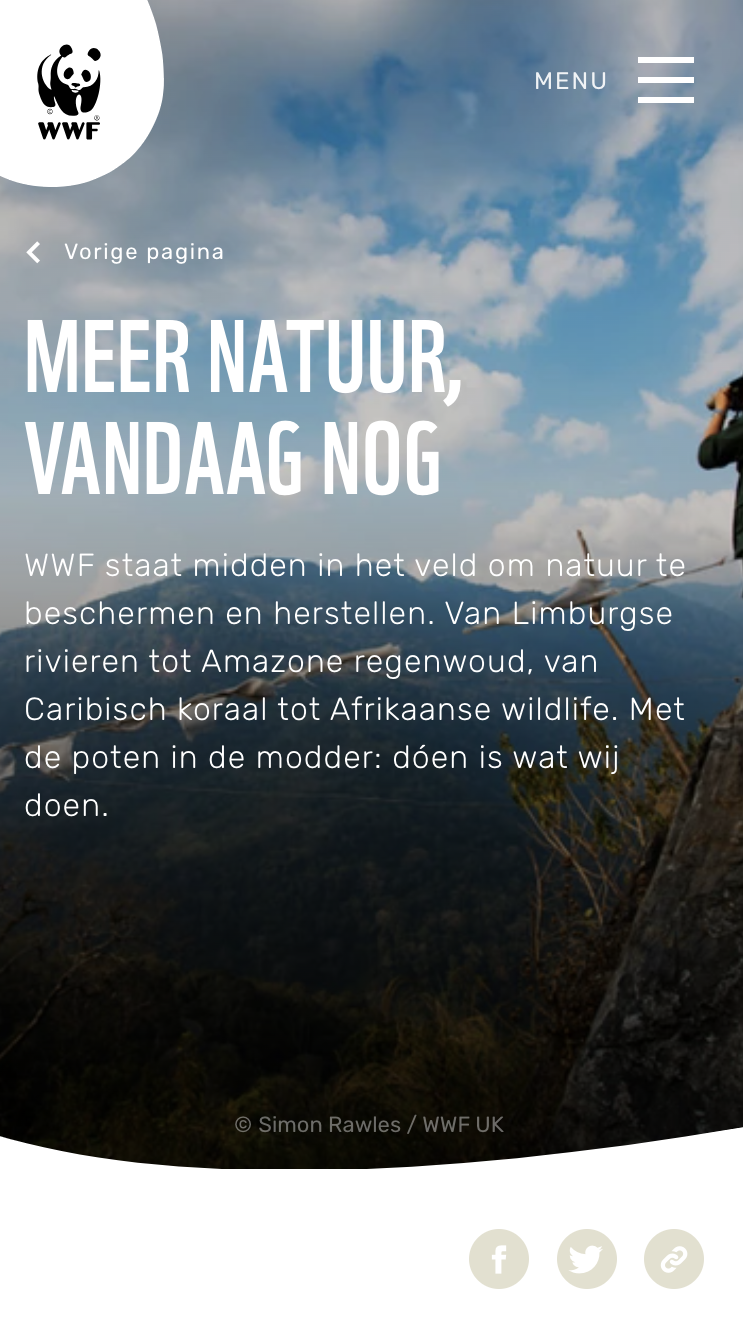 WWF
MENU
Vorige pagina
MEER NATUUR,
VANDAAG NOG
WWF staat midden in het veld om natuur te
beschermen en herstellen. Van Limburgse
rivieren tot Amazone regenwoud, van
Caribisch koraal tot Afrikaanse wildlife. Met
de poten in de modder: dóen is wat wij
doen.
© Simon Rawles / WWF UK